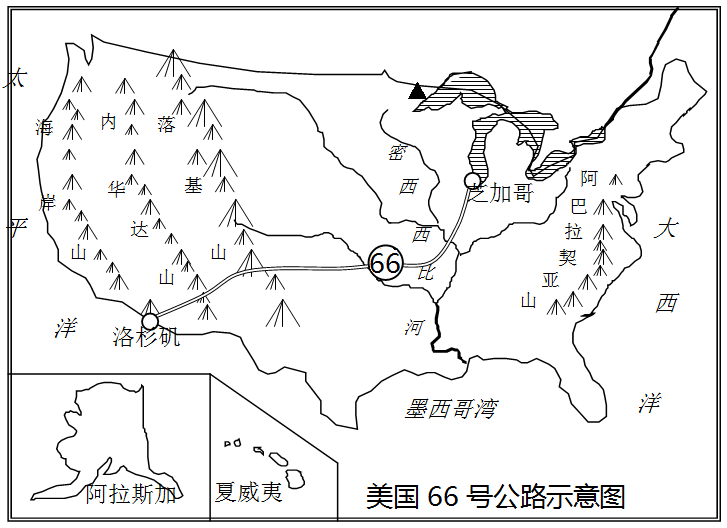 太平洋
海岸山
内华达山
落基山
密西西比河
芝加哥
阿巴拉契亚山
大西洋
66
洛杉矶
墨西哥湾
阿拉斯加
夏威夷
美国 66 号公路示意图